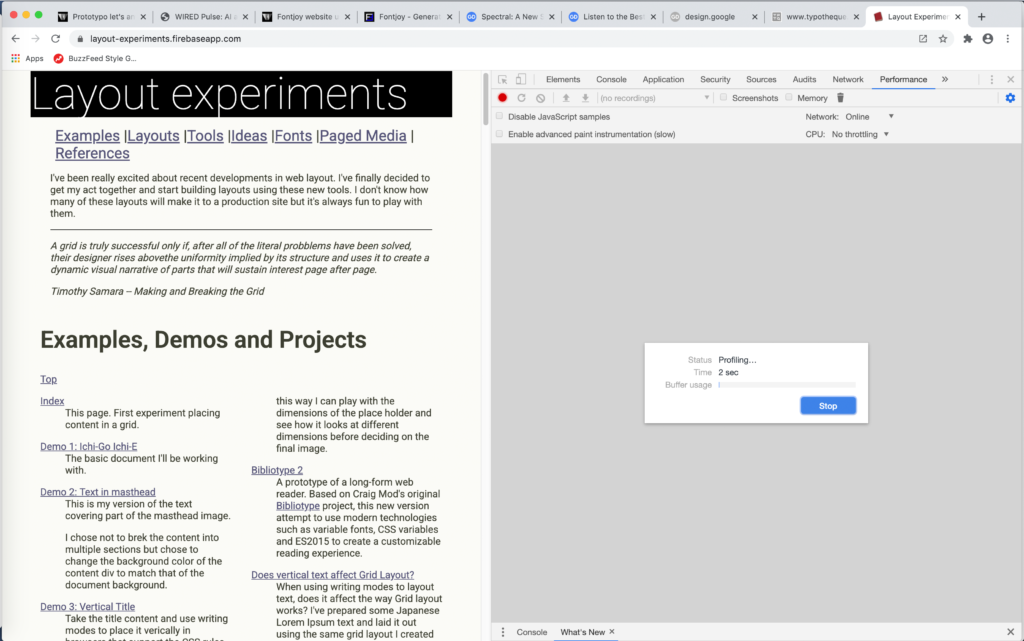 Prototypo let's ar
WIRED Pulse: AI a
Fontjoy website u
Fontjoy - Generat
Spectral: A New S
Listen to the Best
design.google
www.typotheque
Layout Experimen
layout-experiments.firebaseapp.com
Apps
BuzzFeed Style G...
Layout experiments
Examples |Layouts |Tools |Ideas |Fonts |Paged Media |
References
I've been really excited about recent developments in web layout. I've finally decided to
get my act together and start building layouts using these new tools. I don't know how
many of these layouts will make it to a production site but it's always fun to play with
them.
A grid is truly successful only if, after all of the literal probblems have been solved,
their designer rises abovethe uniformity implied by its structure and uses it to create a
dynamic visual narrative of parts that will sustain interest page after page.
Timothy Samara -- Making and Breaking the Grid
Examples, Demos and Projects
Top
Index
This page. First experiment placing
content in a grid.
Demo 1: Ichi-Go Ichi-E
The basic document I'll be working
with.
Demo 2: Text in masthead
This is my version of the text
covering part of the masthead image.
I chose not to brek the content into
multiple sections but chose to
change the background color of the
content div to match that of the
document background.
Demo 3: Vertical Title
Take the title content and use writing
modes to place it verically in
browsers that support the CSS rules
this way I can play with the
dimensions of the place holder and
see how it looks at different
dimensions before deciding on the
final image.
Bibliotype 2
A prototype of a long-form web
reader. Based on Craig Mod's original
Bibliotype project, this new version
attempt to use modern technologies
such as variable fonts, CSS variables
and ES2015 to create a customizable
reading experience.
Does vertical text affect Grid Layout?
When using writing modes to layout
text, does it affect the way Grid layout
works? I've prepared some Japanese
Lorem Ipsum text and laid it out
using the same grid layout I created
Elements
Console
Application
Security
Sources
Audits
Network
Performance
»
(no recordings)
Screenshots
Memory
Disable JavaScript samples
Network: Online
Enable advanced paint instrumentation (slow)
CPU: No throttling
Status Profiling...
Time 2 sec
Buffer usage
Stop
Console
What's New